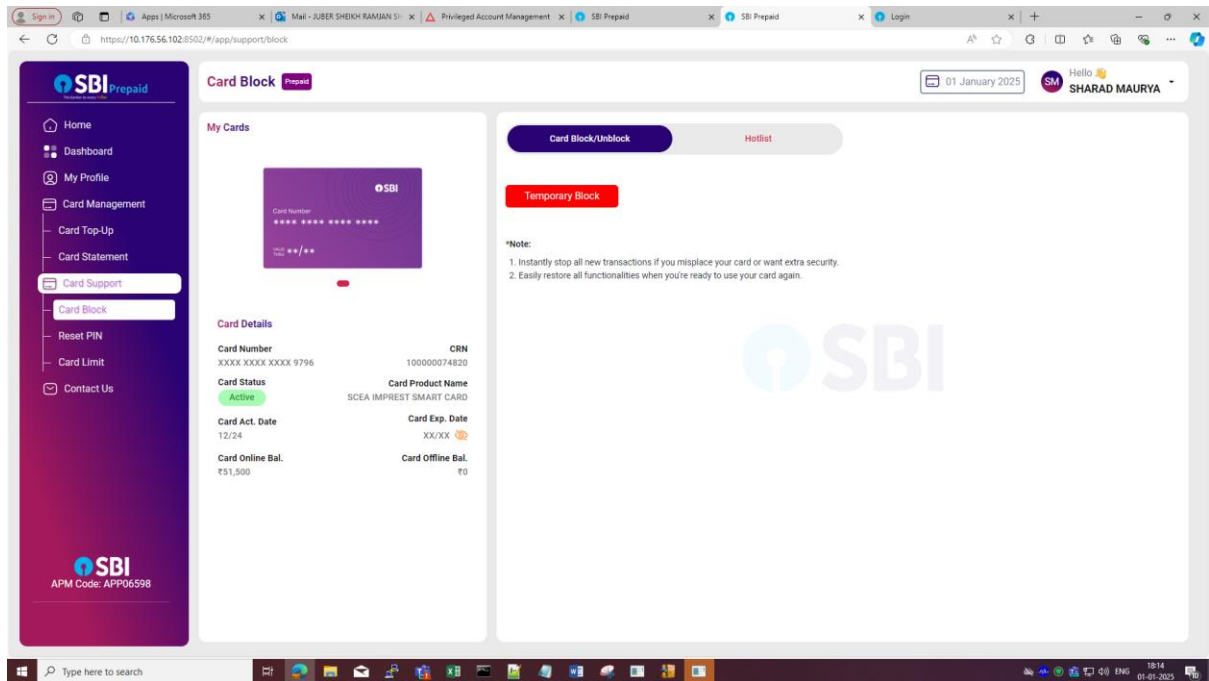 Sign in
Apps | Microsoft 365
Mail - JUBER SHEIKH RAMJAN SH
Privileged Account Management
SBI Prepaid
SBI Prepaid
Login
https://10.176.56.102:8502/#/app/support/block
SBI Prepaid
Card Block Prepaid
01 January 2025
SM
Hello
SHARAD MAURYA
Home
Dashboard
My Profile
Card Management
Card Top-Up
Card Statement
Card Support
Card Block
Reset PIN
Card Limit
Contact Us
SBI
APM Code: APP06598
My Cards
SBI
Card Number
**** **** **** ****
VALID THRU **/**
Card Details
Card Number CRN
XXXX XXXX XXXX 9796 100000074820
Card Status Card Product Name
Active SCEA IMPREST SMART CARD
Card Act. Date Card Exp. Date
12/24 XX/XX
Card Online Bal. Card Offline Bal.
₹51,500 ₹0
Card Block/Unblock Hotlist
Temporary Block
*Note:
1. Instantly stop all new transactions if you misplace your card or want extra security.
2. Easily restore all functionalities when you're ready to use your card again.
SBI
Type here to search
ENG
18:14
01-01-2025